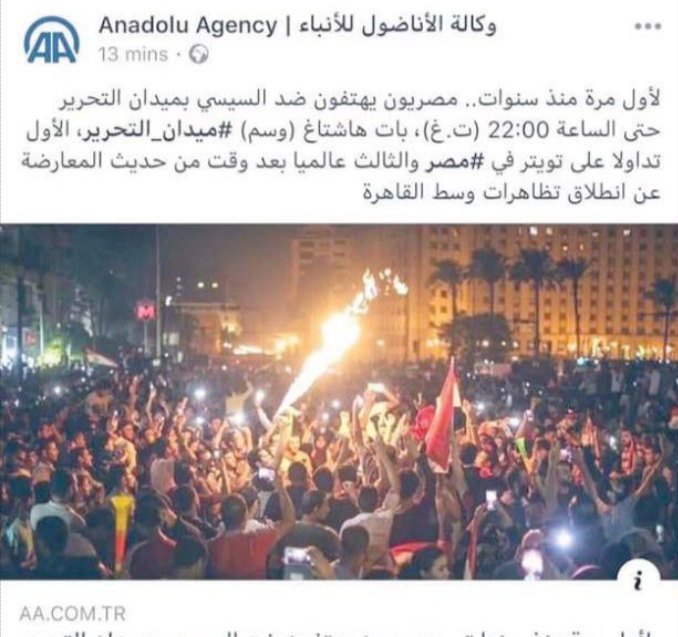 Anadolu Agency | وكالة الأناضول للأنباء
13 mins ·
لأول مرة منذ سنوات.. مصريون يهتفون ضد السيسي بميدان التحرير
حتى الساعة 22:00 (ت.غ)، بات هاشتاغ (وسم) #ميدان_التحرير، الأول
تداولا على تويتر في #مصر والثالث عالميا بعد وقت من حديث المعارضة
عن انطلاق تظاهرات وسط القاهرة
AA.COM.TR